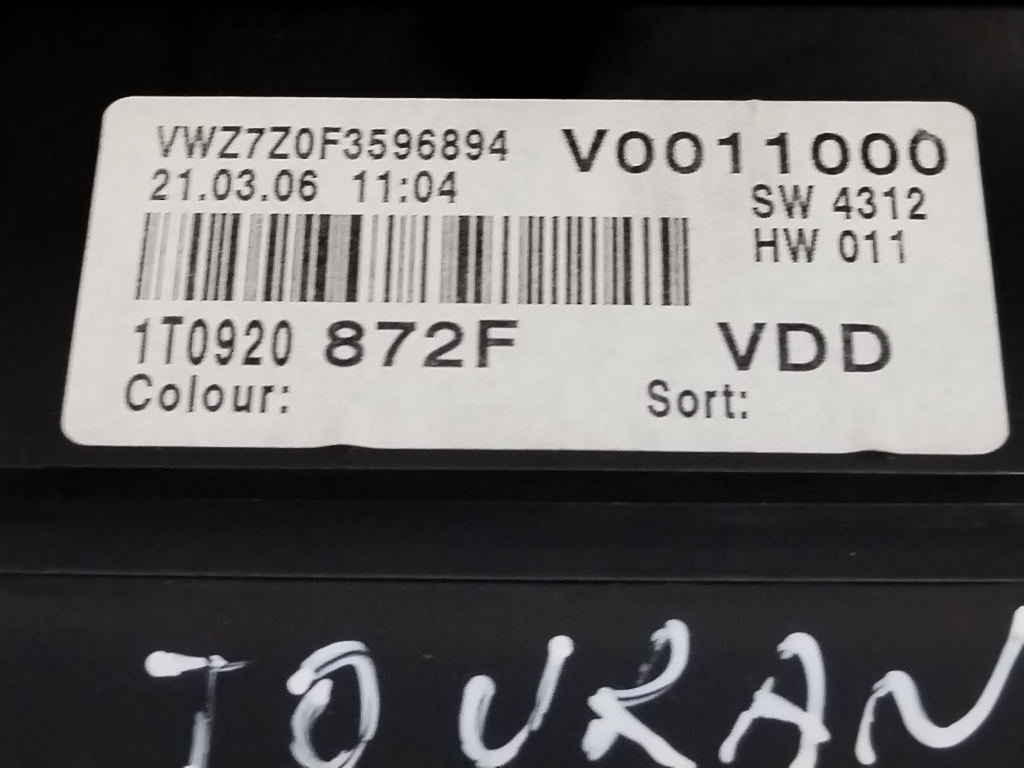 VWZ7Z0F3596894 V0011000
21.03.06 11:04 SW 4312
HW 011
1T0920 872F VDD
Colour: Sort:
TOURAN